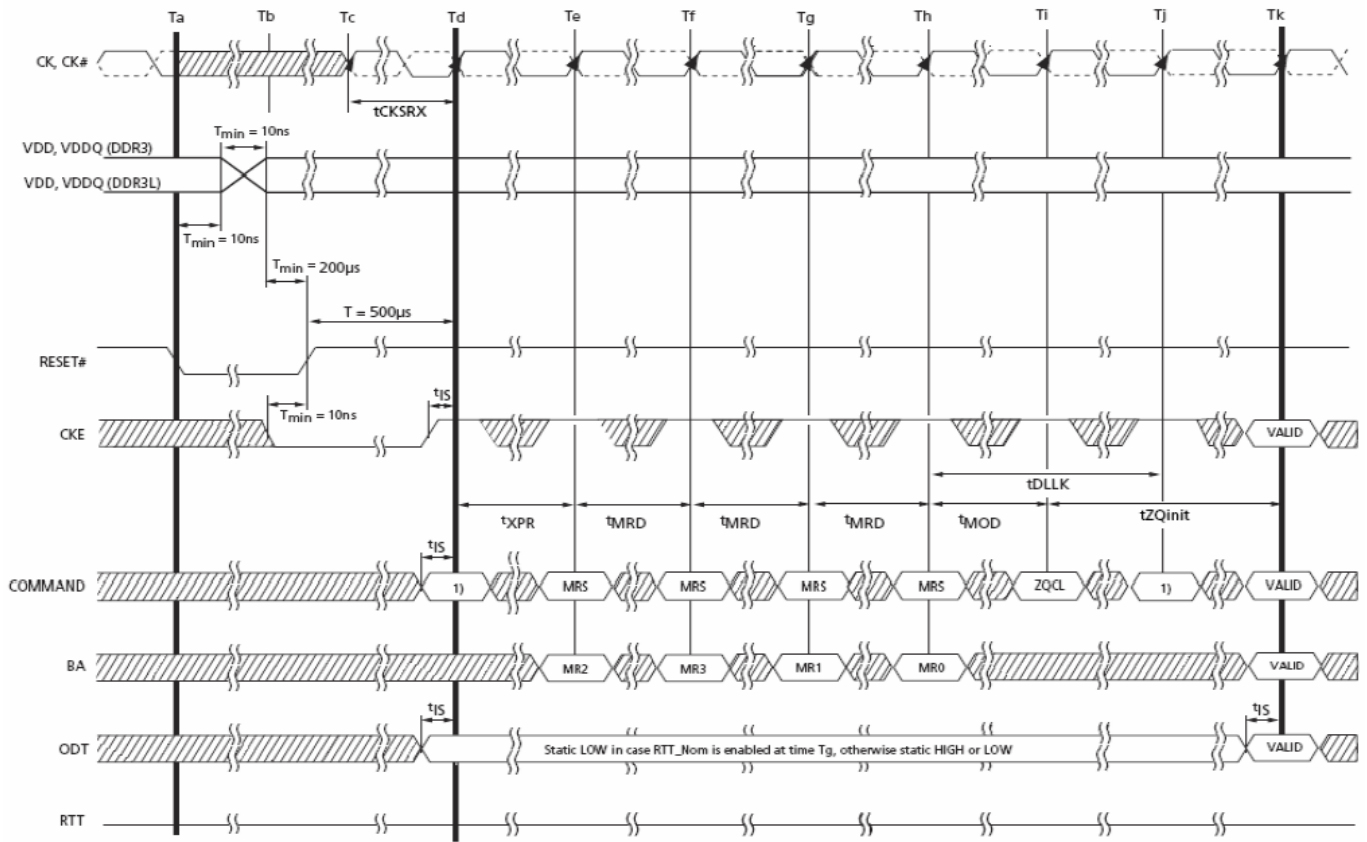 Ta Tb Tc Td Te Tf Tg Th Ti Tj Tk
CK, CK#
tCKSRX
Tmin = 10ns
VDD, VDDQ (DDR3)
VDD, VDDQ (DDR3L)
Tmin = 10ns
Tmin = 200µs
T = 500µs
RESET#
tIS
Tmin = 10ns
CKE VALID
tDLLK
tXPR tMRD tMRD tMRD tMOD tZQinit
tIS
COMMAND 1) MRS MRS MRS MRS ZQCL 1) VALID
BA MR2 MR3 MR1 MR0 VALID
tIS tIS
ODT Static LOW in case RTT_Nom is enabled at time Tg, otherwise static HIGH or LOW VALID
RTT